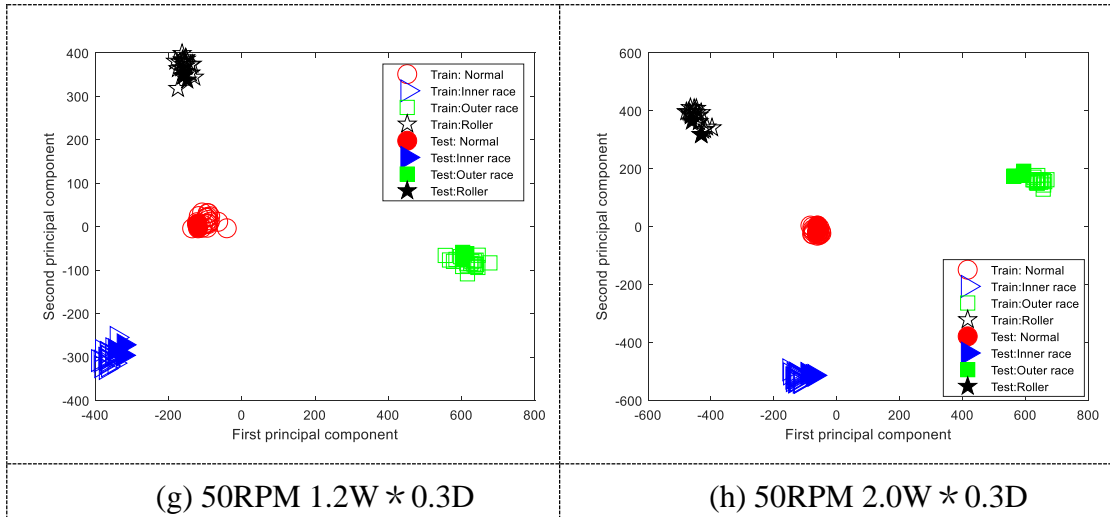 400
300
200
100
0
-100
-200
-300
-400
-400
-200
0
200
400
600
800
Second principal component
First principal component
Train: Normal
Train:Inner race
Train:Outer race
Train:Roller
Test: Normal
Test:Inner race
Test:Outer race
Test:Roller
600
400
200
0
-200
-400
-600
-600
-400
-200
0
200
400
600
800
Second principal component
First principal component
Train: Normal
Train:Inner race
Train:Outer race
Train:Roller
Test: Normal
Test:Inner race
Test:Outer race
Test:Roller
(g) 50RPM 1.2W * 0.3D
(h) 50RPM 2.0W * 0.3D